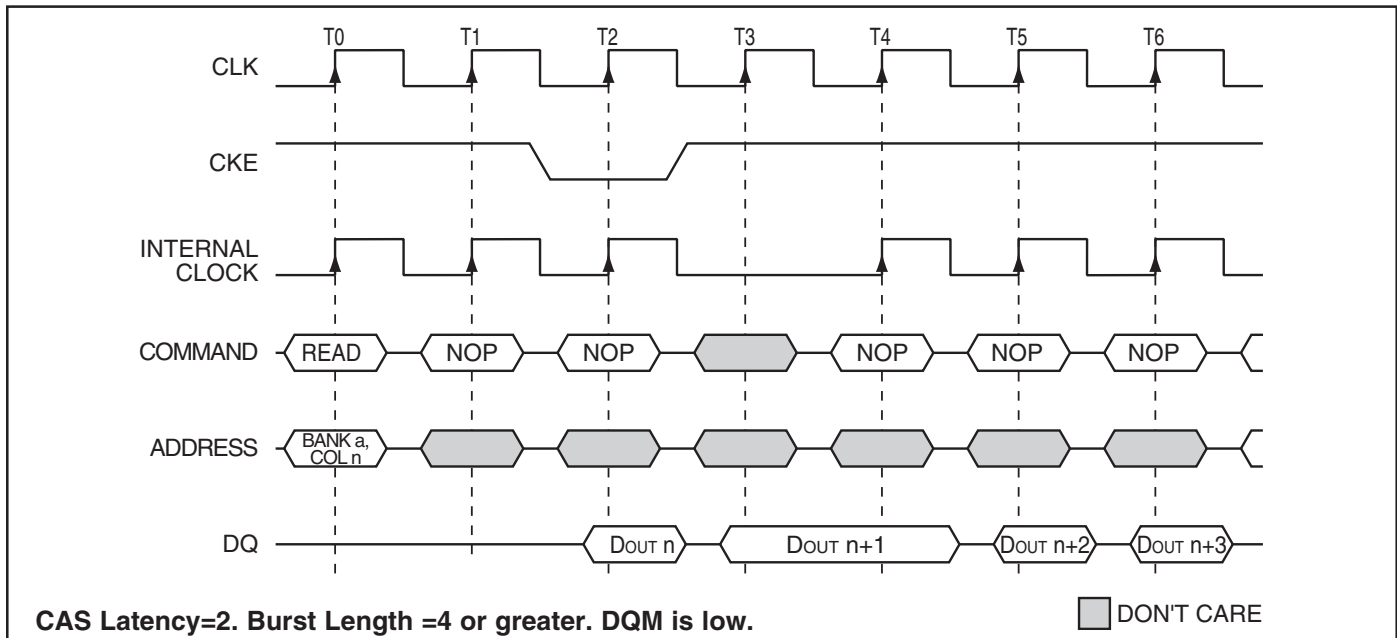 T0 T1 T2 T3 T4 T5 T6
CLK
CKE
INTERNAL
CLOCK
COMMAND READ NOP NOP NOP NOP NOP
ADDRESS BANK a,
COL n
DQ DOUT n DOUT n+1 DOUT n+2 DOUT n+3
CAS Latency=2. Burst Length =4 or greater. DQM is low.
DON'T CARE